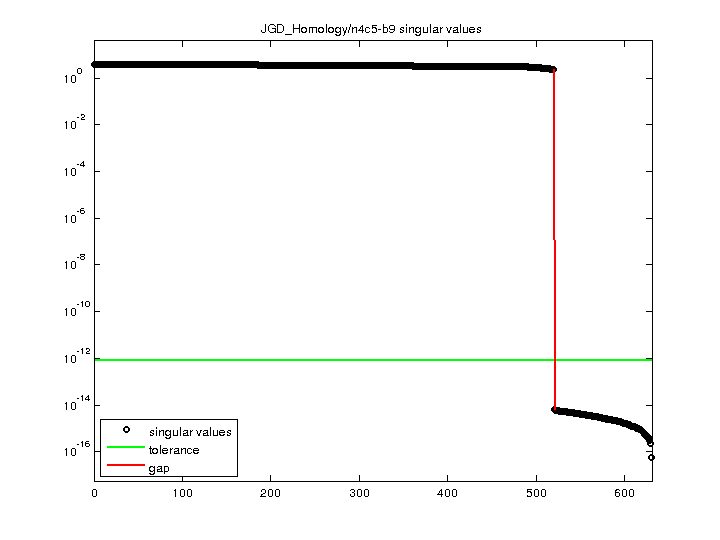 JGD_Homology/n4c5-b9 singular values
10^0
10^-2
10^-4
10^-6
10^-8
10^-10
10^-12
10^-14
10^-16
singular values
tolerance
gap
0 100 200 300 400 500 600